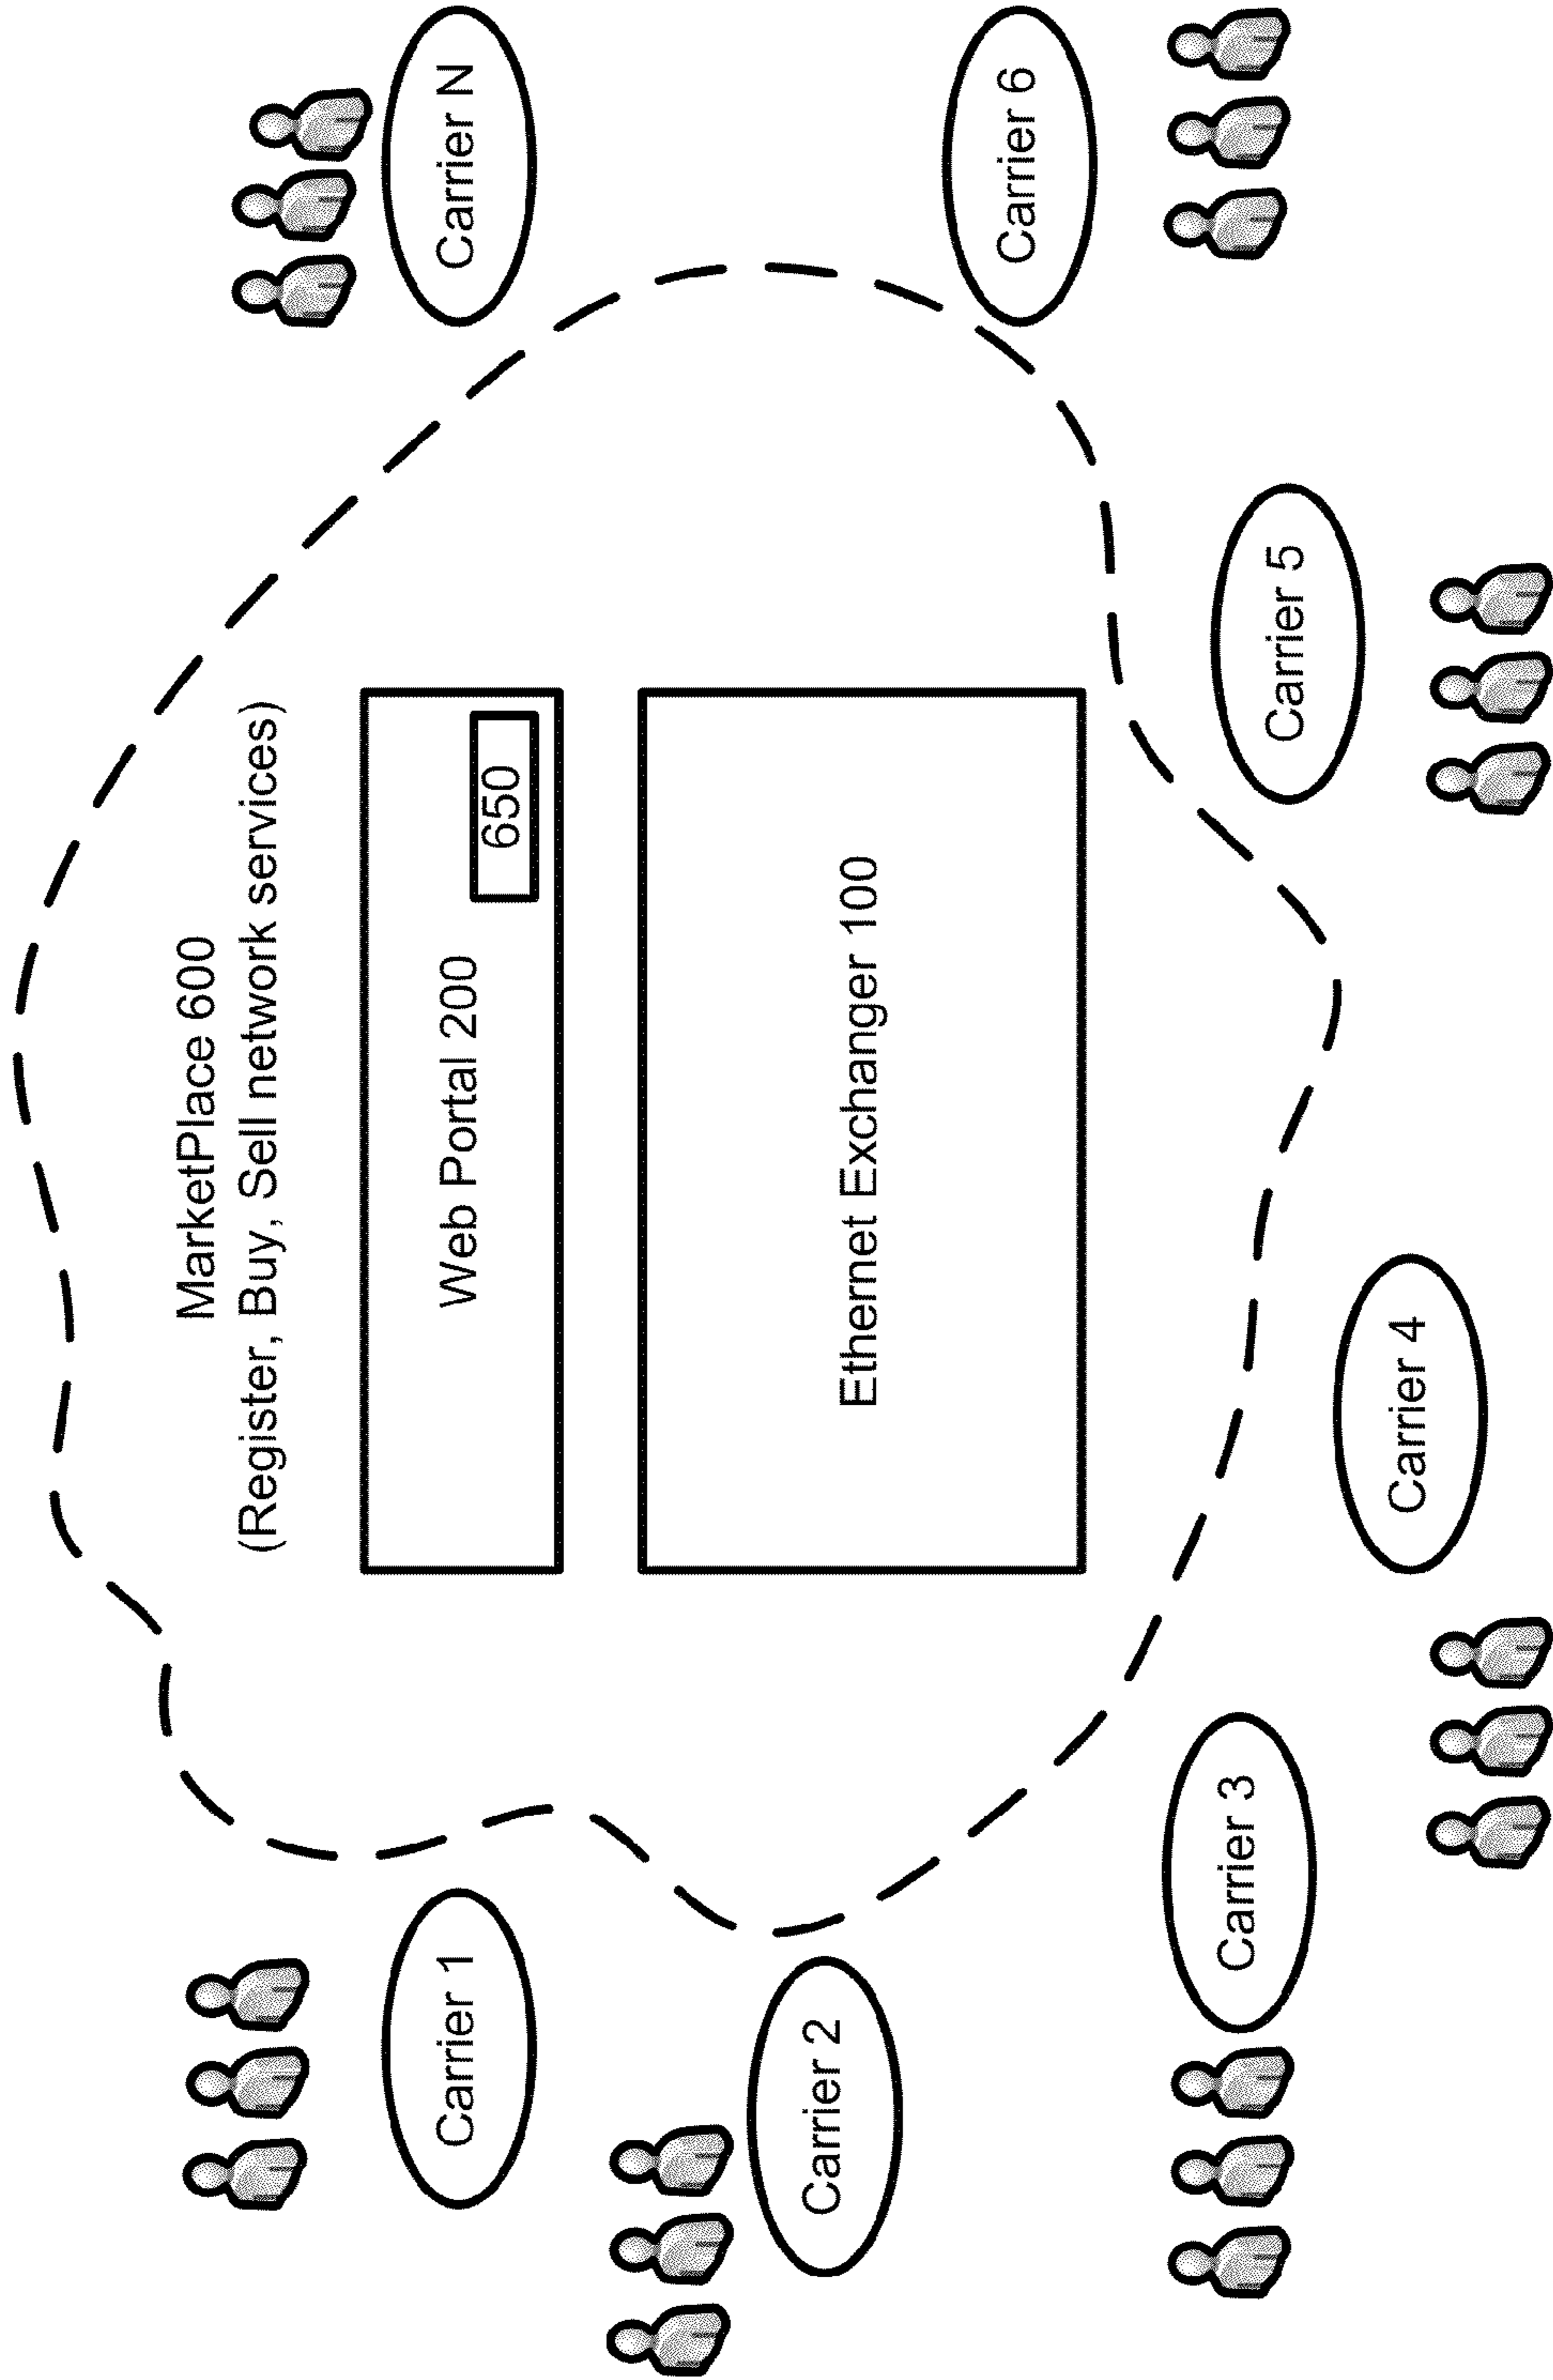 MarketPlace 600
(Register, Buy, Sell network services)
Web Portal 200
650
Ethernet Exchanger 100
Carrier 1
Carrier 2
Carrier 3
Carrier 4
Carrier 5
Carrier 6
Carrier N